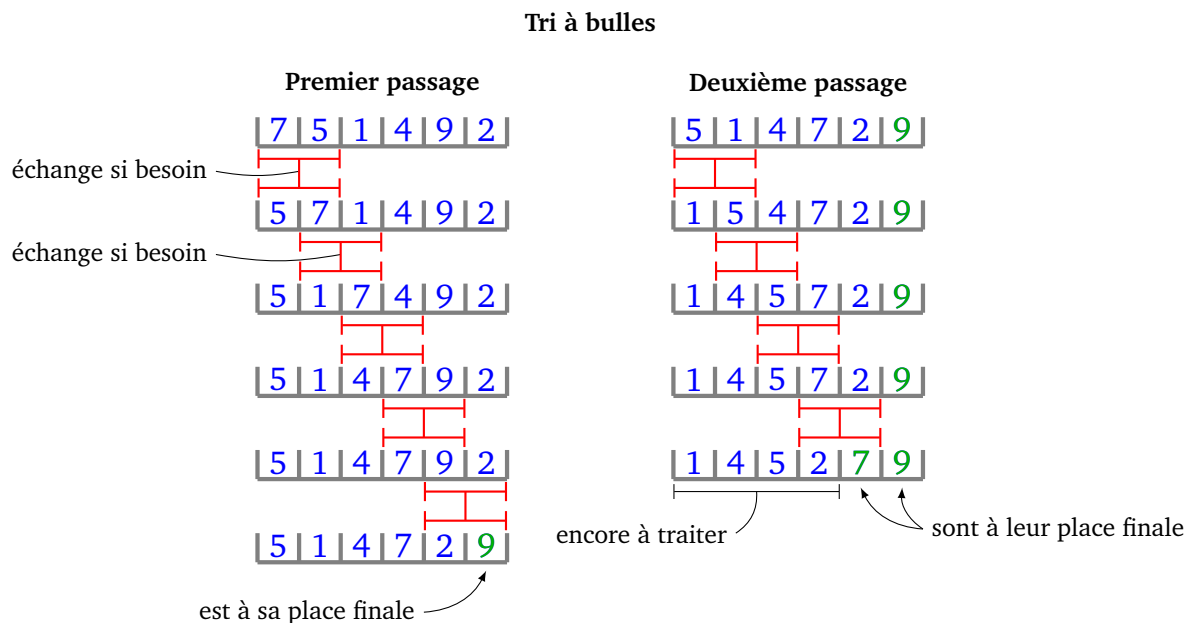 Tri à bulles
Premier passage
7 5 1 4 9 2
échange si besoin
5 7 1 4 9 2
échange si besoin
5 1 7 4 9 2
5 1 4 7 9 2
5 1 4 7 9 2
5 1 4 7 2 9
est à sa place finale
Deuxième passage
5 1 4 7 2 9
1 5 4 7 2 9
1 4 5 7 2 9
1 4 5 7 2 9
1 4 5 2 7 9
encore à traiter
sont à leur place finale